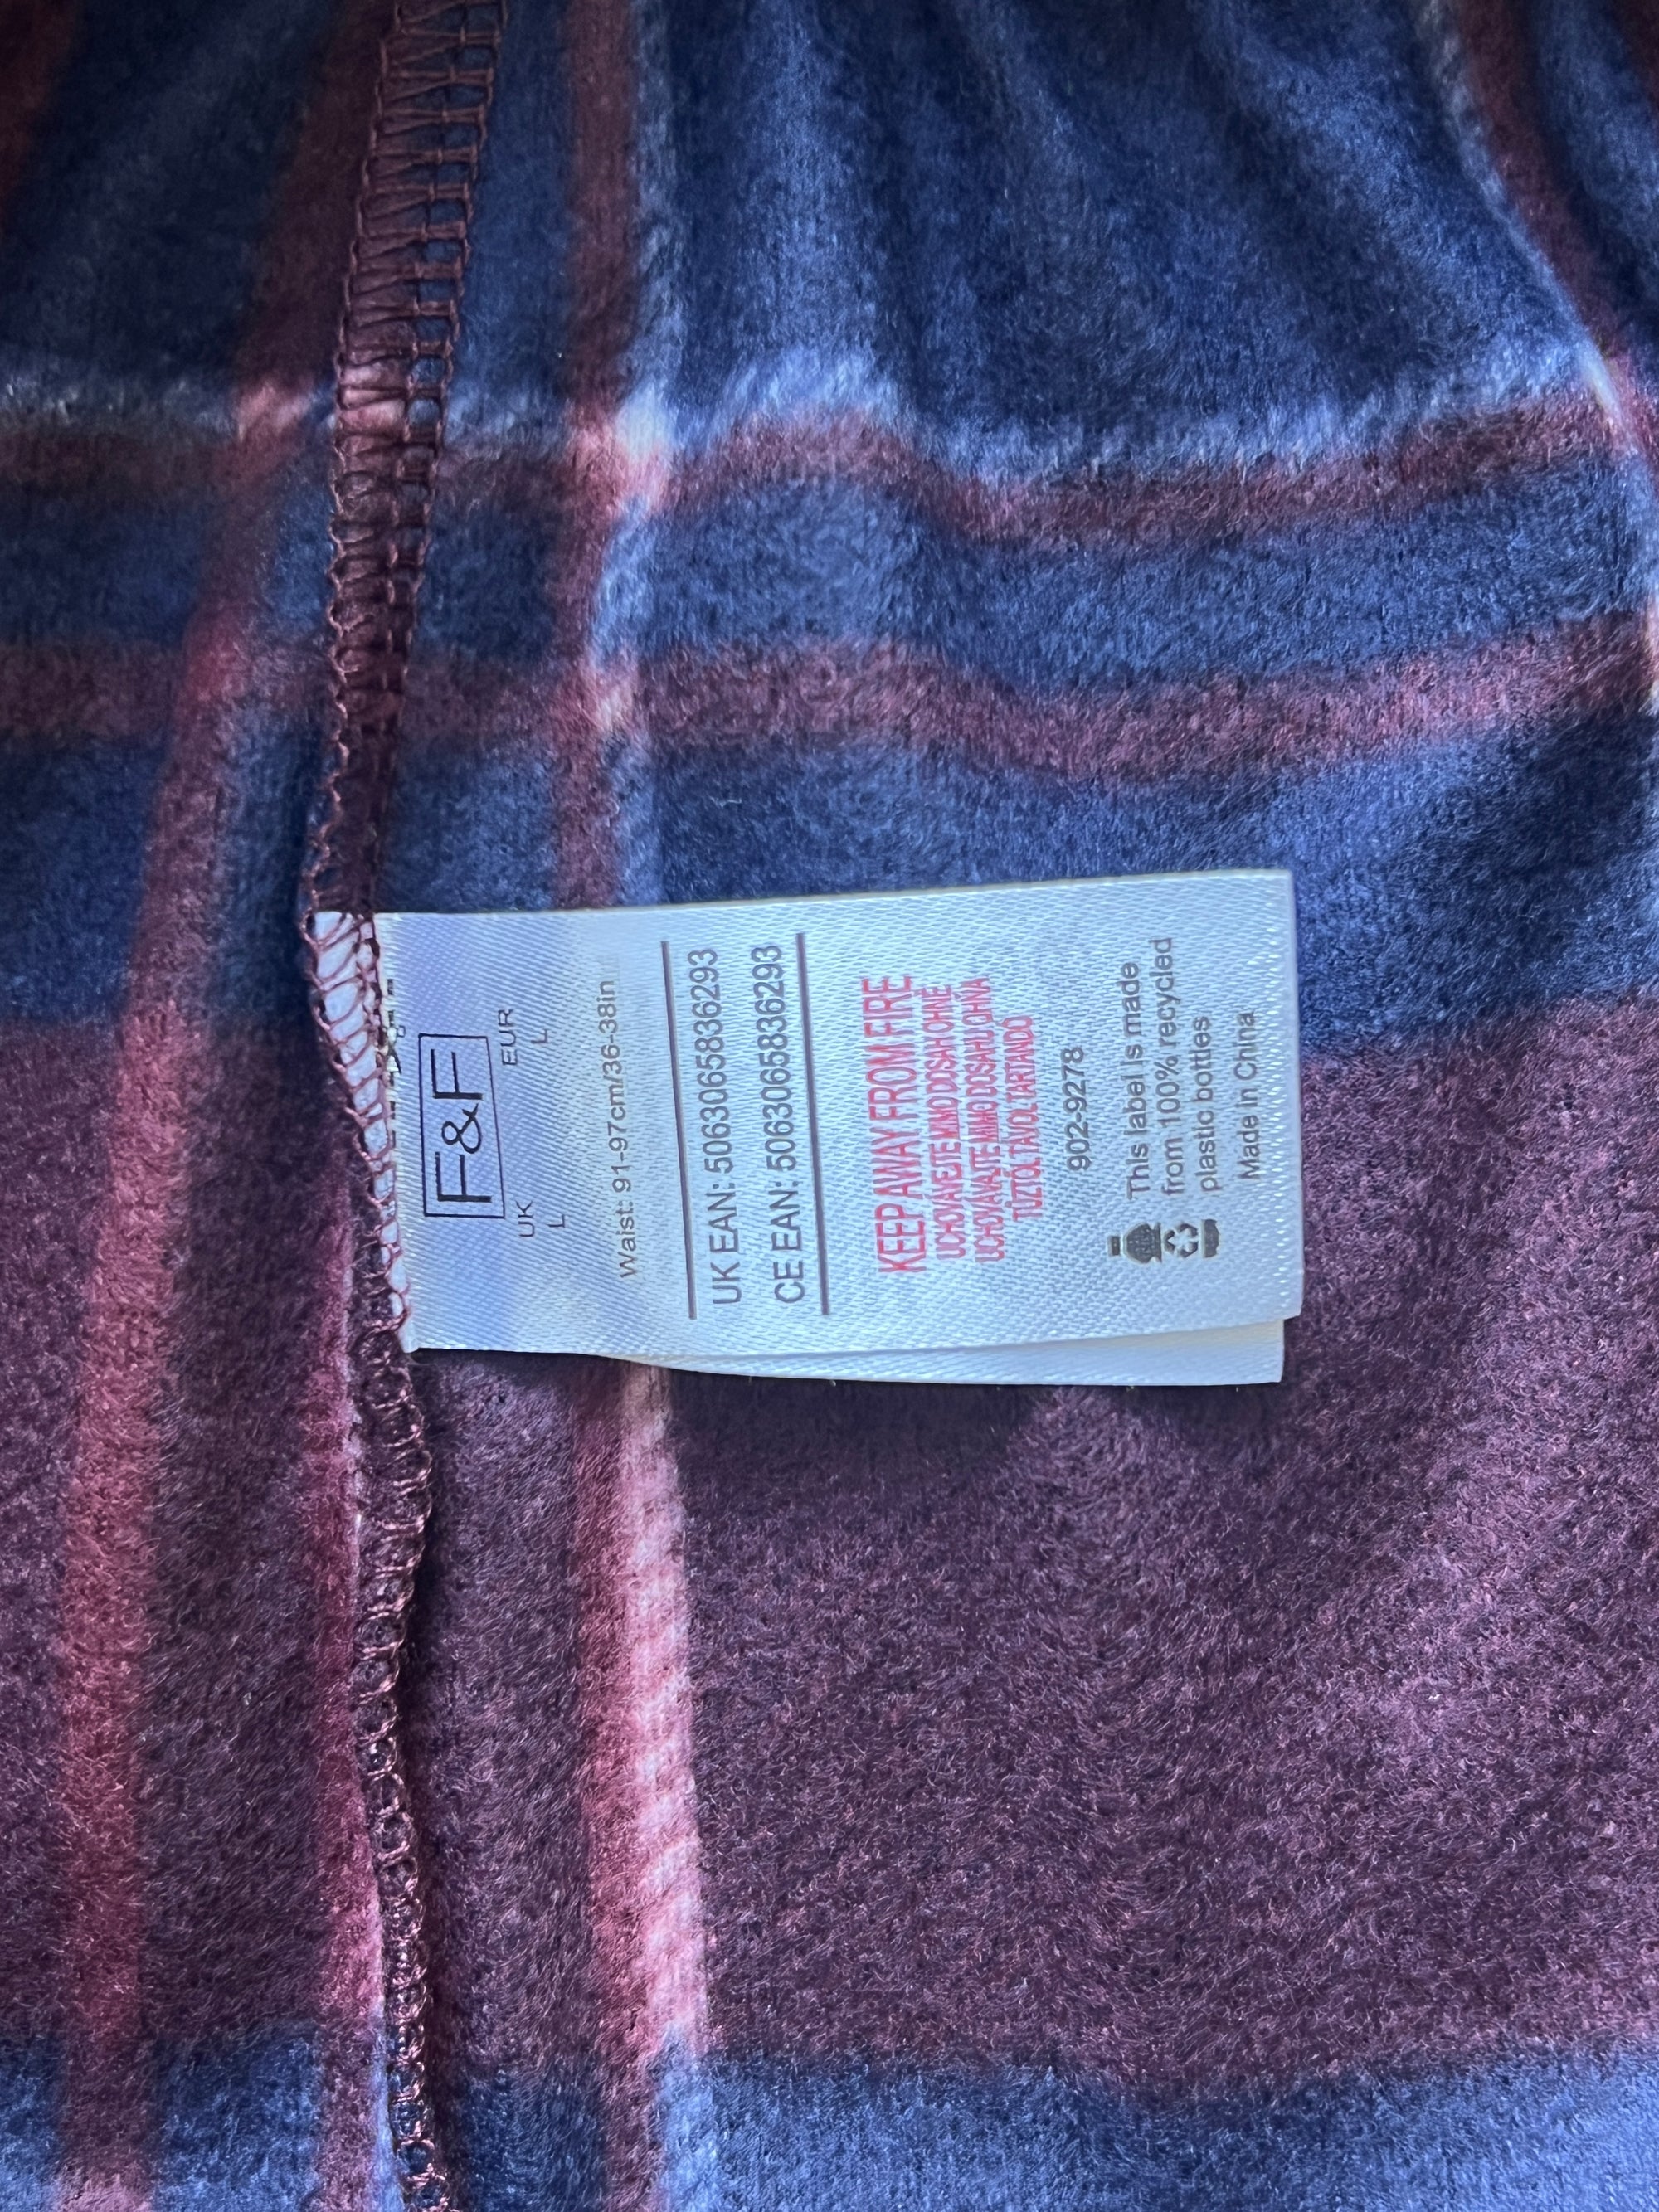 F&F
UK EUR
L L
Waist: 91-97cm/36-38in
UK EAN: 5063065836293
CE EAN: 5063065836293
KEEP AWAY FROM FIRE
UCHOVÁVEJTE MIMO DOSAH OHNĚ
UCHOVÁVAJTE MIMO DOSAHU OHŇA
TŰZTŐL TÁVOL TARTANDÓ
902-9278
This label is made
from 100% recycled
plastic bottles
Made in China